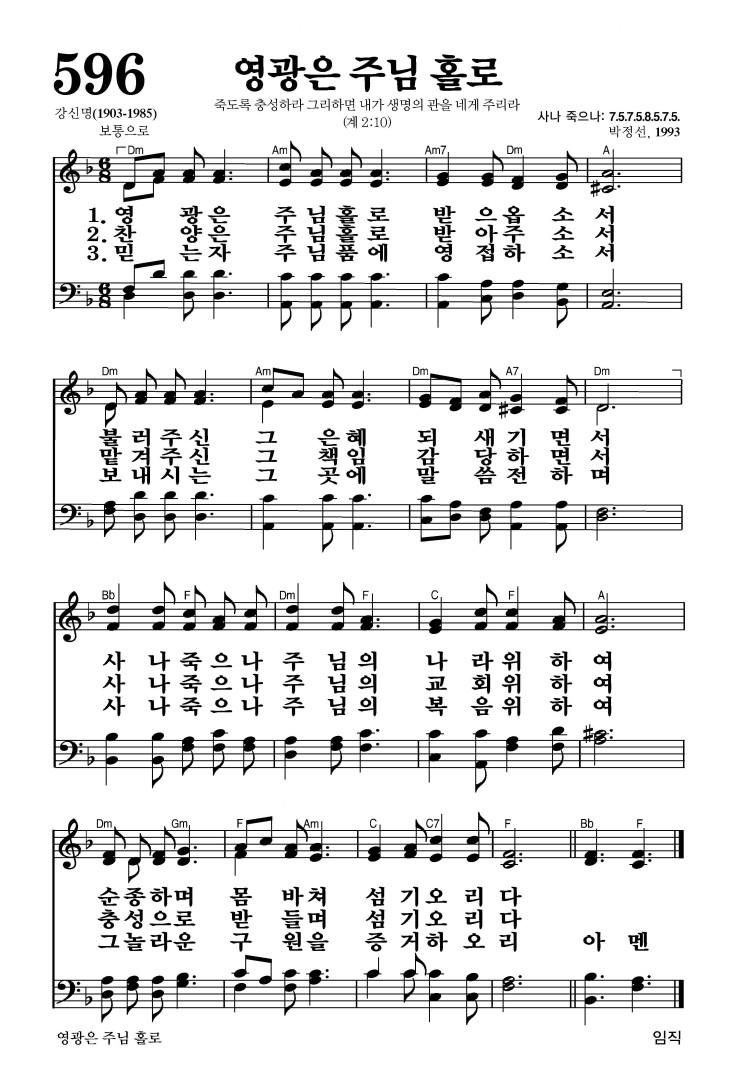 596
영광은 주님 홀로
죽도록 충성하라 그리하면 내가 생명의 관을 네게 주리라
(계 2:10)
강신명(1903-1985)
보통으로
사나 죽으나: 7.5.7.5.8.5.7.5.
박정선, 1993
Dm Am Am7 Dm A
6 8
1. 영 광은 주님홀로 받 으옵 소 서
2. 찬 양은 주님홀로 받 아주 소 서
3. 믿 는자 주님품에 영 접하 소 서
6 8
Dm Am Dm A7 Dm
불 러주신 그 은혜 되 새기 면서
맡 겨주신 그 책임 감 당하 면서
보 내시는 그 곳에 말 씀전 하며
Bb F Dm F C F A
사 나죽으나 주 님의 나 라위 하 여
사 나죽으나 주 님의 교 회위 하 여
사 나죽으나 주 님의 복 음위 하 여
Dm Gm F Am C C7 F Bb F
순종하며 몸 바쳐 섬 기오 리 다
충성으로 받 들며 섬 기오 리 다
그놀라운 구 원을 증 거하 오 리 아 멘
영광은 주님 홀로
임직